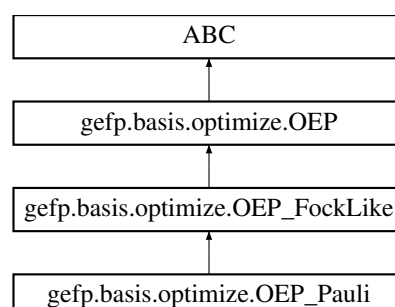 ABC
gefp.basis.optimize.OEP
gefp.basis.optimize.OEP_FockLike
gefp.basis.optimize.OEP_Pauli